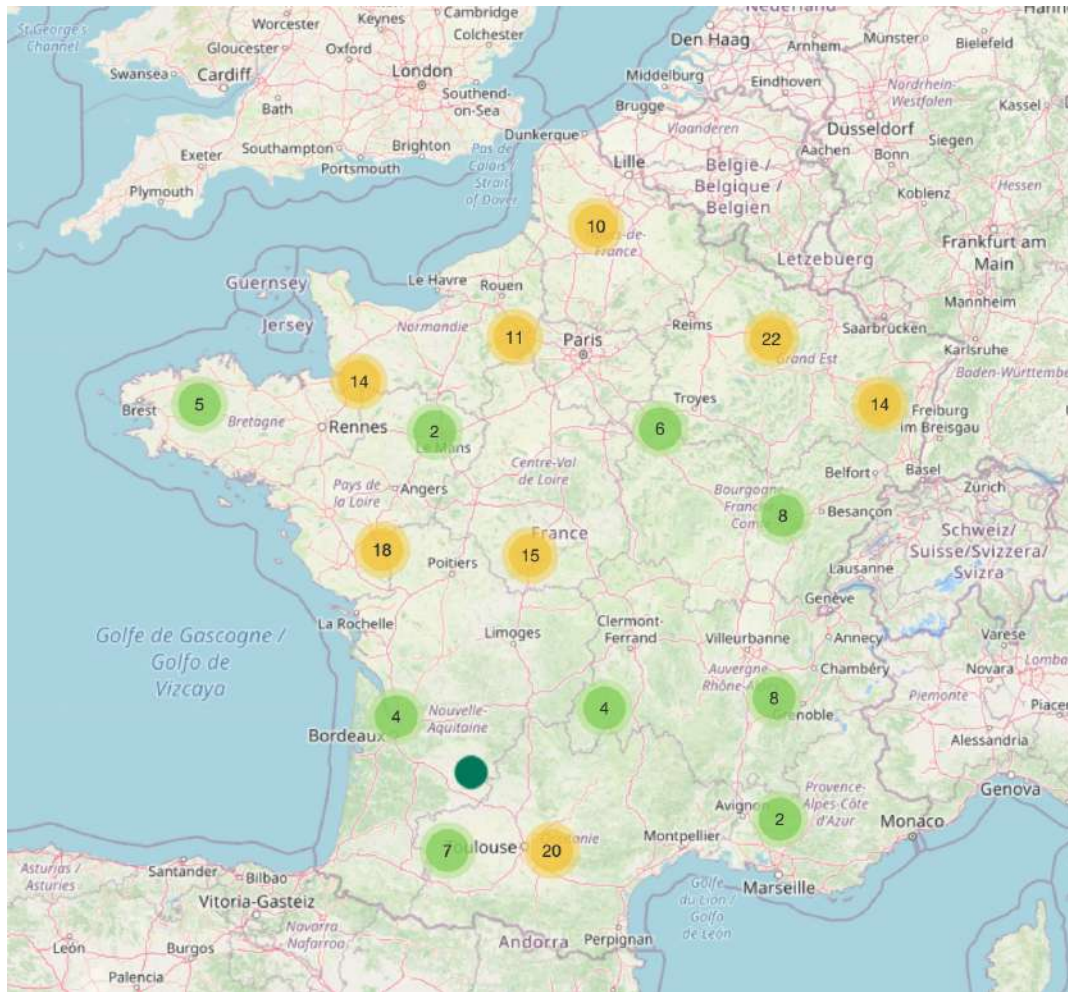 St George's
Channel
Swansea
Cardiff
Worcester
Gloucester
Oxford
Milton
Keynes
Cambridge
Colchester
London
Southend-
on-Sea
Bath
Southampton
Brighton
Portsmouth
Exeter
Plymouth
Pas de
Calais /
Strait
of Dover
Nederland
Den Haag
Arnhem
Münster
Bielefeld
Middelburg
Eindhoven
Nordrhein-
Westfalen
Kassel
Brugge
Vlaanderen
Düsseldorf
Dunkerque
Lille
België /
Belgique /
Belgien
Aachen
Bonn
Siegen
Koblenz
Hessen
Lëtzebuerg
Frankfurt am
Main
Mannheim
Saarbrücken
Karlsruhe
Baden-Württemb
10
France
Guernsey
Jersey
Le Havre
Rouen
Normandie
11
Paris
Reims
22
Grand Est
14
5
Brest
Bretagne
Rennes
2
Le Mans
6
Troyes
14
Freiburg
im Breisgau
Pays de
la Loire
Angers
Centre-Val
de Loire
Belfort
Basel
Zürich
8
Besançon
Schweiz/
Suisse/Svizzera/
Svizra
18
Poitiers
France
15
Lausanne
Genève
La Rochelle
Limoges
Clermont-
Ferrand
Villeurbanne
Annecy
Chambéry
Varese
Novara
Piemonte
Piacen
Golfe de Gascogne /
Golfo de
Vizcaya
Auvergne
4
Nouvelle-
Aquitaine
Bordeaux
4
8
Grenoble
Alessandria
Genova
Provence-
Alpes-Côte
d'Azur
Avignon
2
Monaco
Montpellier
Marseille
7
Toulouse
20
Golfe
du Lion /
Golfo
de León
Asturias /
Asturies
Santander
Bilbao
Vitoria-Gasteiz
Navarra
Nafarroa
León
Burgos
Palencia
Andorra
Perpignan